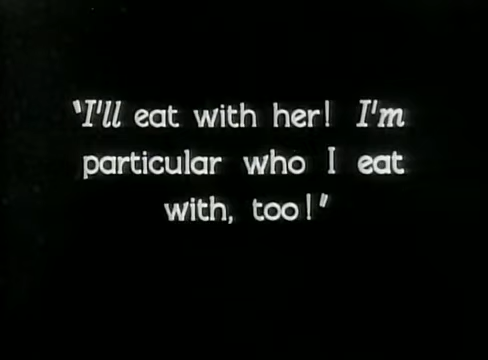 "I'll eat with her! I'm
particular who I eat
with, too!"